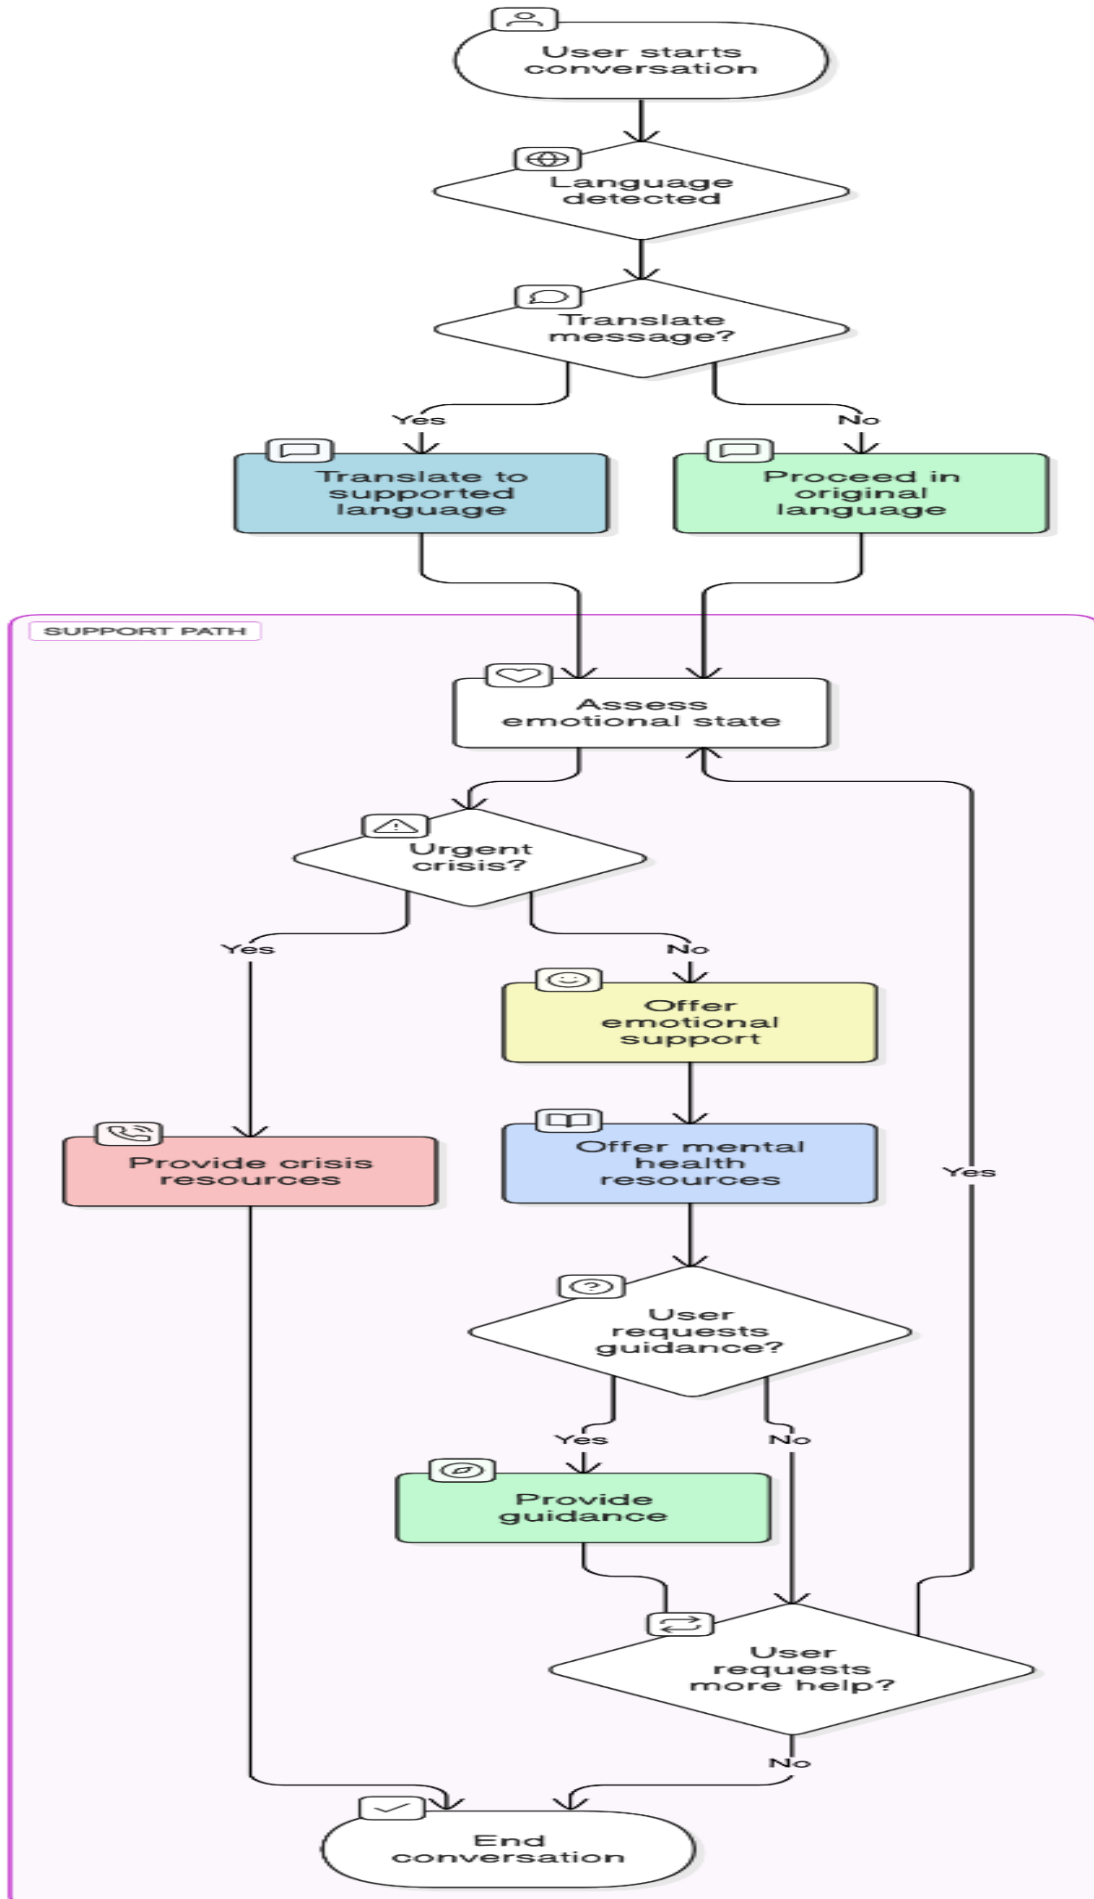 User starts
conversation
Language
detected
Translate
message?
Yes
No
Translate to
supported
language
Proceed in
original
language
SUPPORT PATH
Assess
emotional state
Urgent
crisis?
Yes
No
Offer
emotional
support
Provide crisis
resources
Offer mental
health
resources
Yes
User
requests
guidance?
Yes
No
Provide
guidance
User
requests
more help?
No
End
conversation